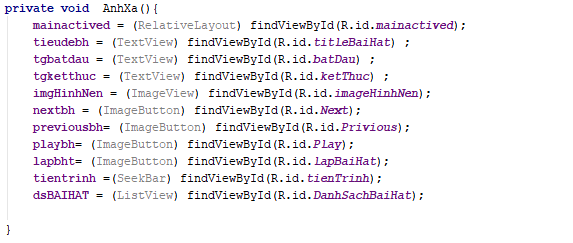 private void  AnhXa(){
mainactived = (RelativeLayout) findViewById(R.id.mainactived);
tieudebh = (TextView) findViewById(R.id.titleBaiHat) ;
tgbatdau = (TextView) findViewById(R.id.batDau) ;
tgketthuc = (TextView) findViewById(R.id.ketThuc) ;
imgHinhNen = (ImageView) findViewById(R.id.imageHinhNen);
nextbh = (ImageButton) findViewById(R.id.Next);
previousbh= (ImageButton) findViewById(R.id.Privious);
playbh= (ImageButton) findViewById(R.id.Play);
lapbht= (ImageButton) findViewById(R.id.LapBaiHat);
tientrinh =(SeekBar) findViewById(R.id.tienTrinh);
dsBAIHAT = (ListView) findViewById(R.id.DanhSachBaiHat);
}